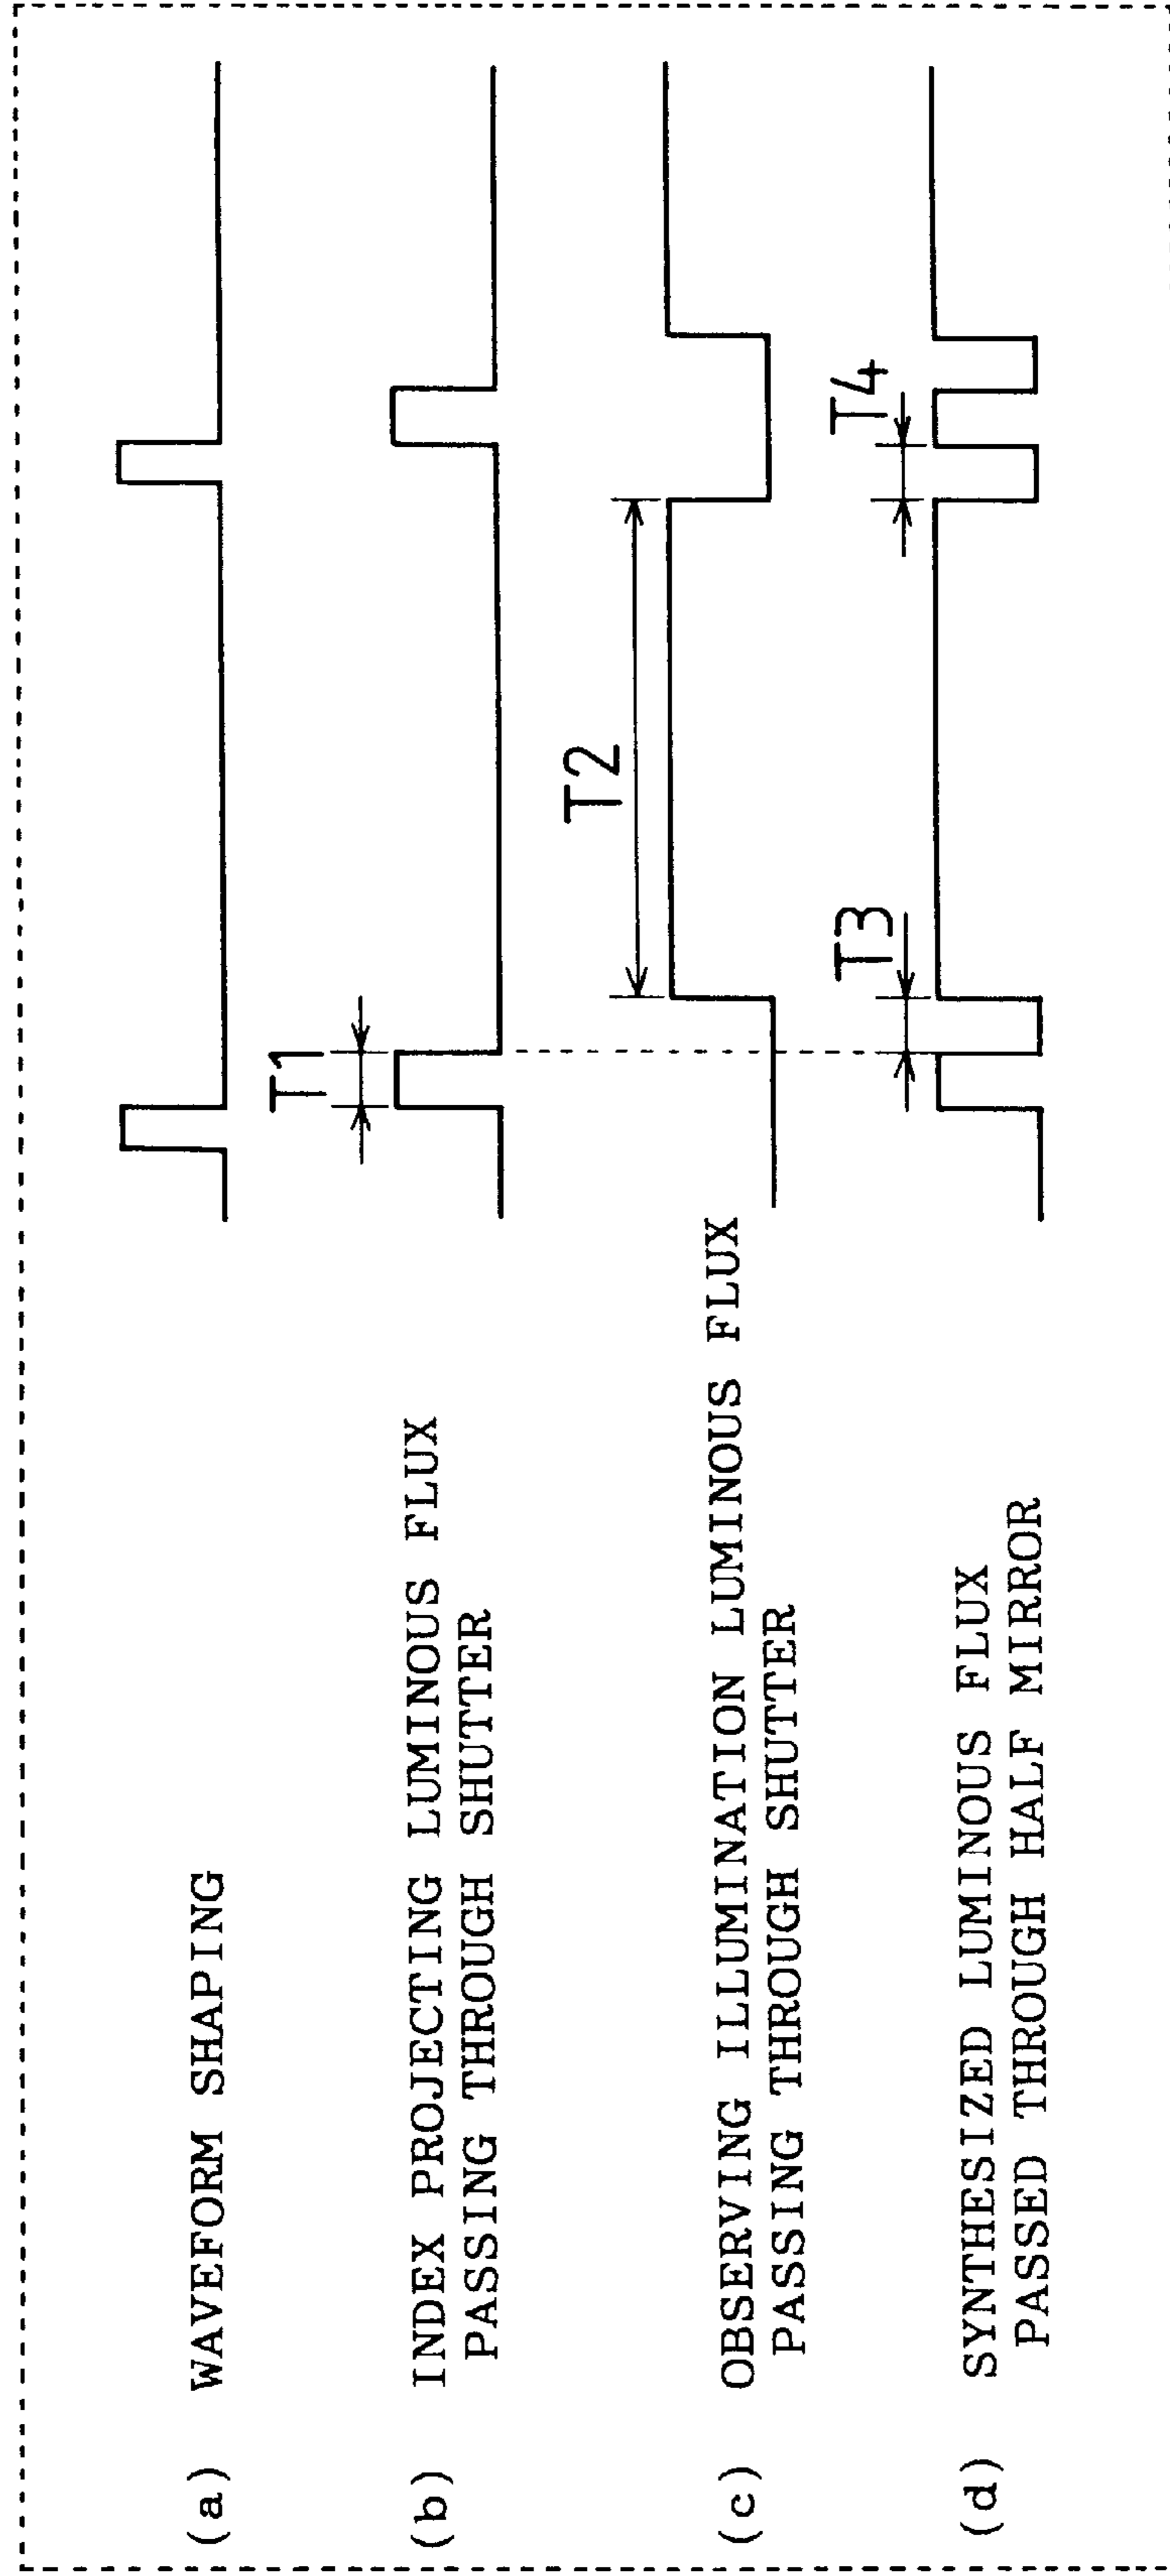 (a) WAVEFORM SHAPING
T1
(b) INDEX PROJECTING LUMINOUS FLUX
PASSING THROUGH SHUTTER
T2
(c) OBSERVING ILLUMINATION LUMINOUS FLUX
PASSING THROUGH SHUTTER
T3
T4
(d) SYNTHESIZED LUMINOUS FLUX
PASSED THROUGH HALF MIRROR